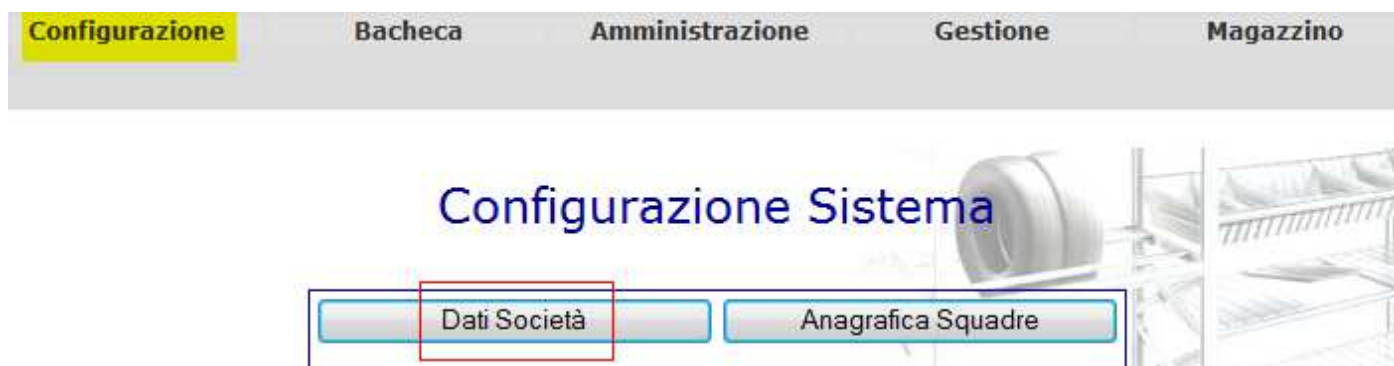 Configurazione Bacheca Amministrazione Gestione Magazzino
Configurazione Sistema
Dati Società Anagrafica Squadre